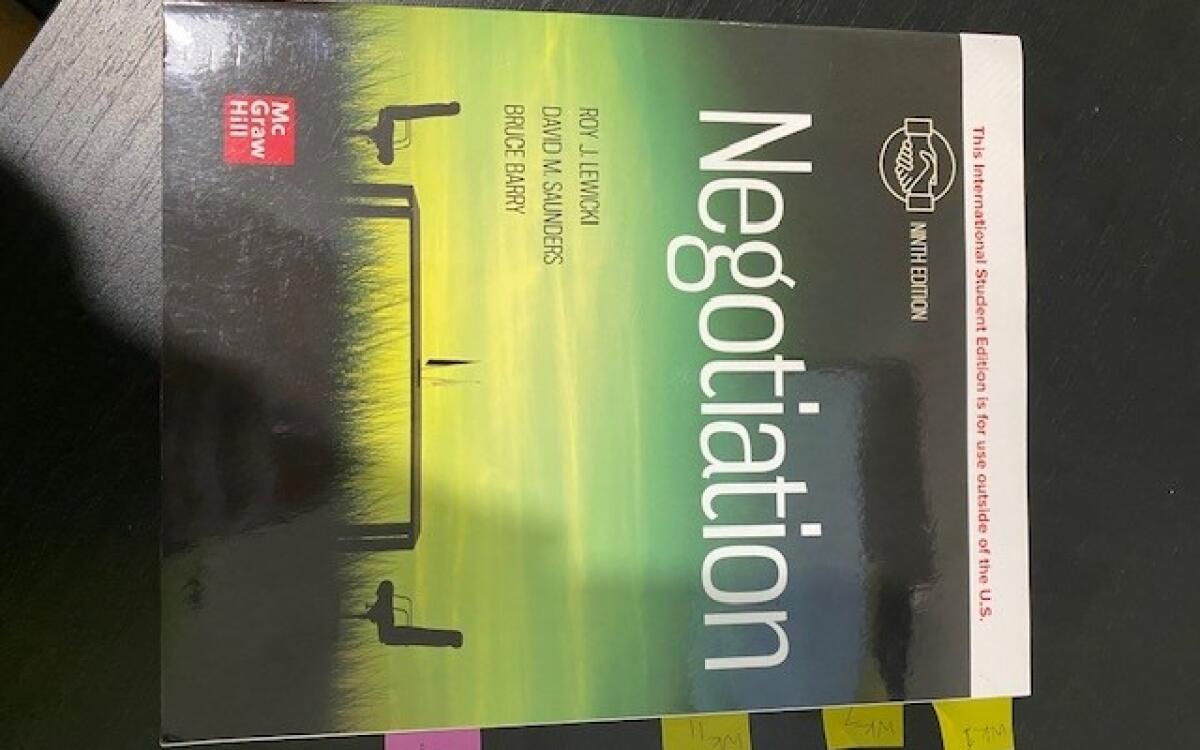 This International Student Edition is for use outside of the U.S.
NINTH EDITION
Negotiation
ROY J. LEWICKI
DAVID M. SAUNDERS
BRUCE BARRY
Mc
Graw
Hill